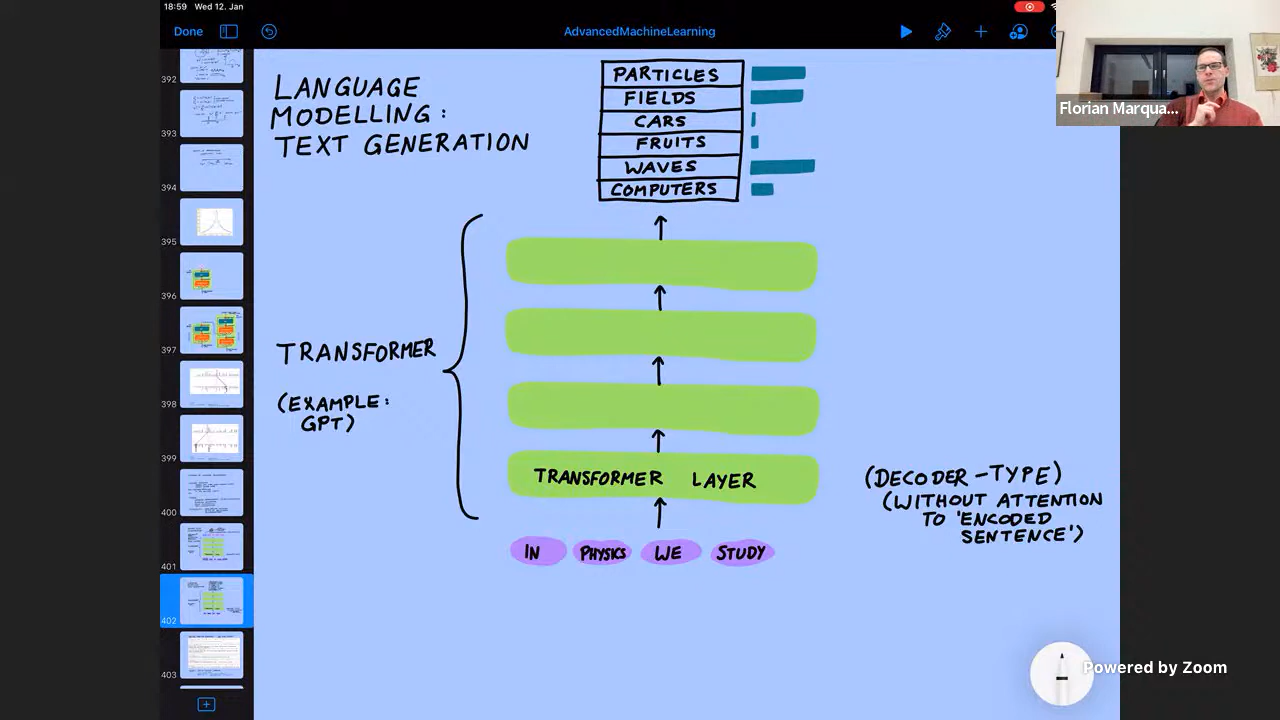 18:59 Wed 12. Jan
Done
AdvancedMachineLearning
Florian Marqua...
392
393
394
395
396
397
398
399
400
401
402
403
LANGUAGE
MODELLING:
TEXT GENERATION
PARTICLES
FIELDS
CARS
FRUITS
WAVES
COMPUTERS
TRANSFORMER
(EXAMPLE:
GPT)
TRANSFORMER LAYER
(DECODER-TYPE)
(WITHOUT ATTENTION
TO 'ENCODED
SENTENCE')
IN PHYSICS WE STUDY
Powered by Zoom